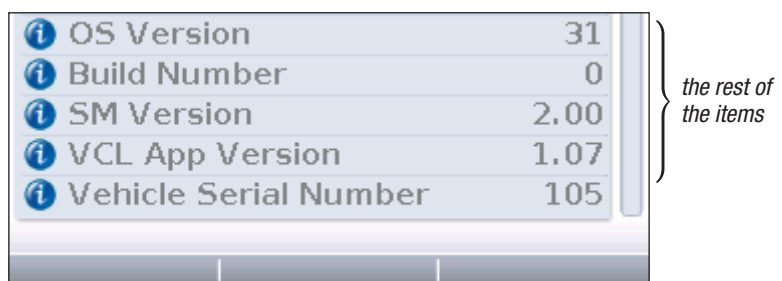 OS Version 31
Build Number 0
SM Version 2.00
VCL App Version 1.07
Vehicle Serial Number 105
the rest of
the items